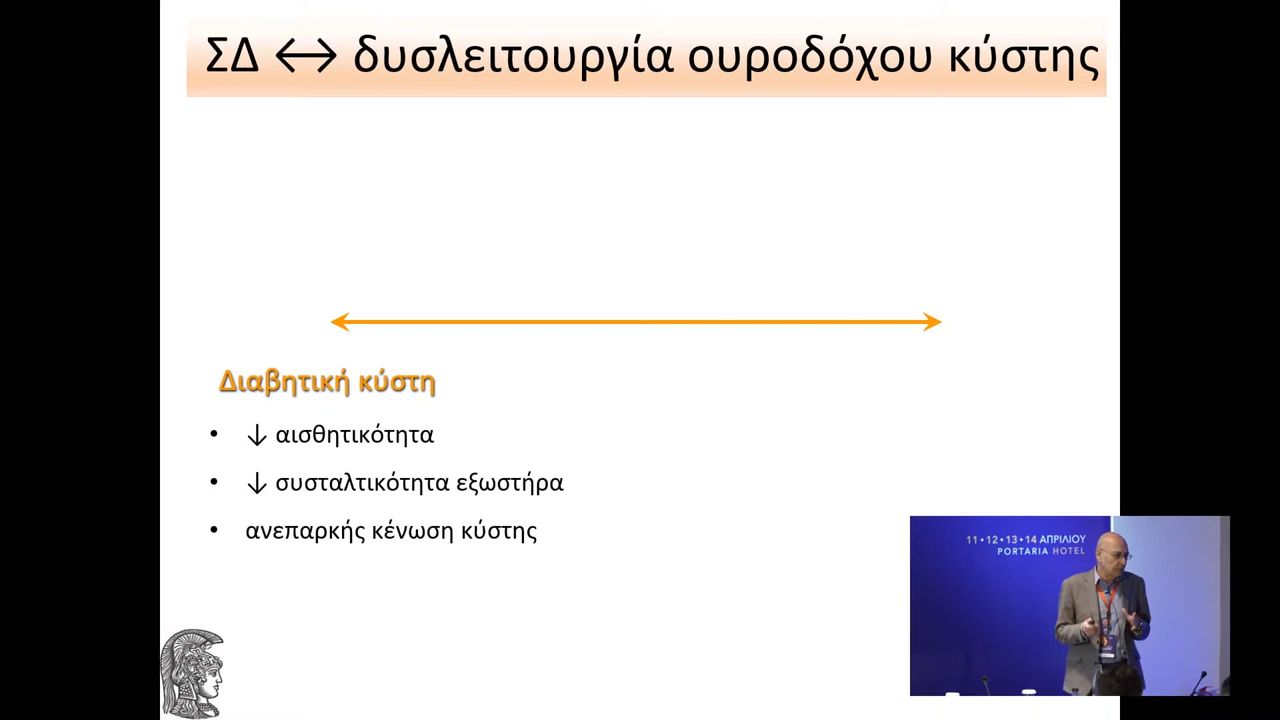 ΣΔ ↔ δυσλειτουργία ουροδόχου κύστης
Διαβητική κύστη
• ↓ αισθητικότητα
• ↓ συσταλτικότητα εξωστήρα
• ανεπαρκής κένωση κύστης
11•12•13•14 ΑΠΡΙΛΙΟΥ
PORTARIA HOTEL